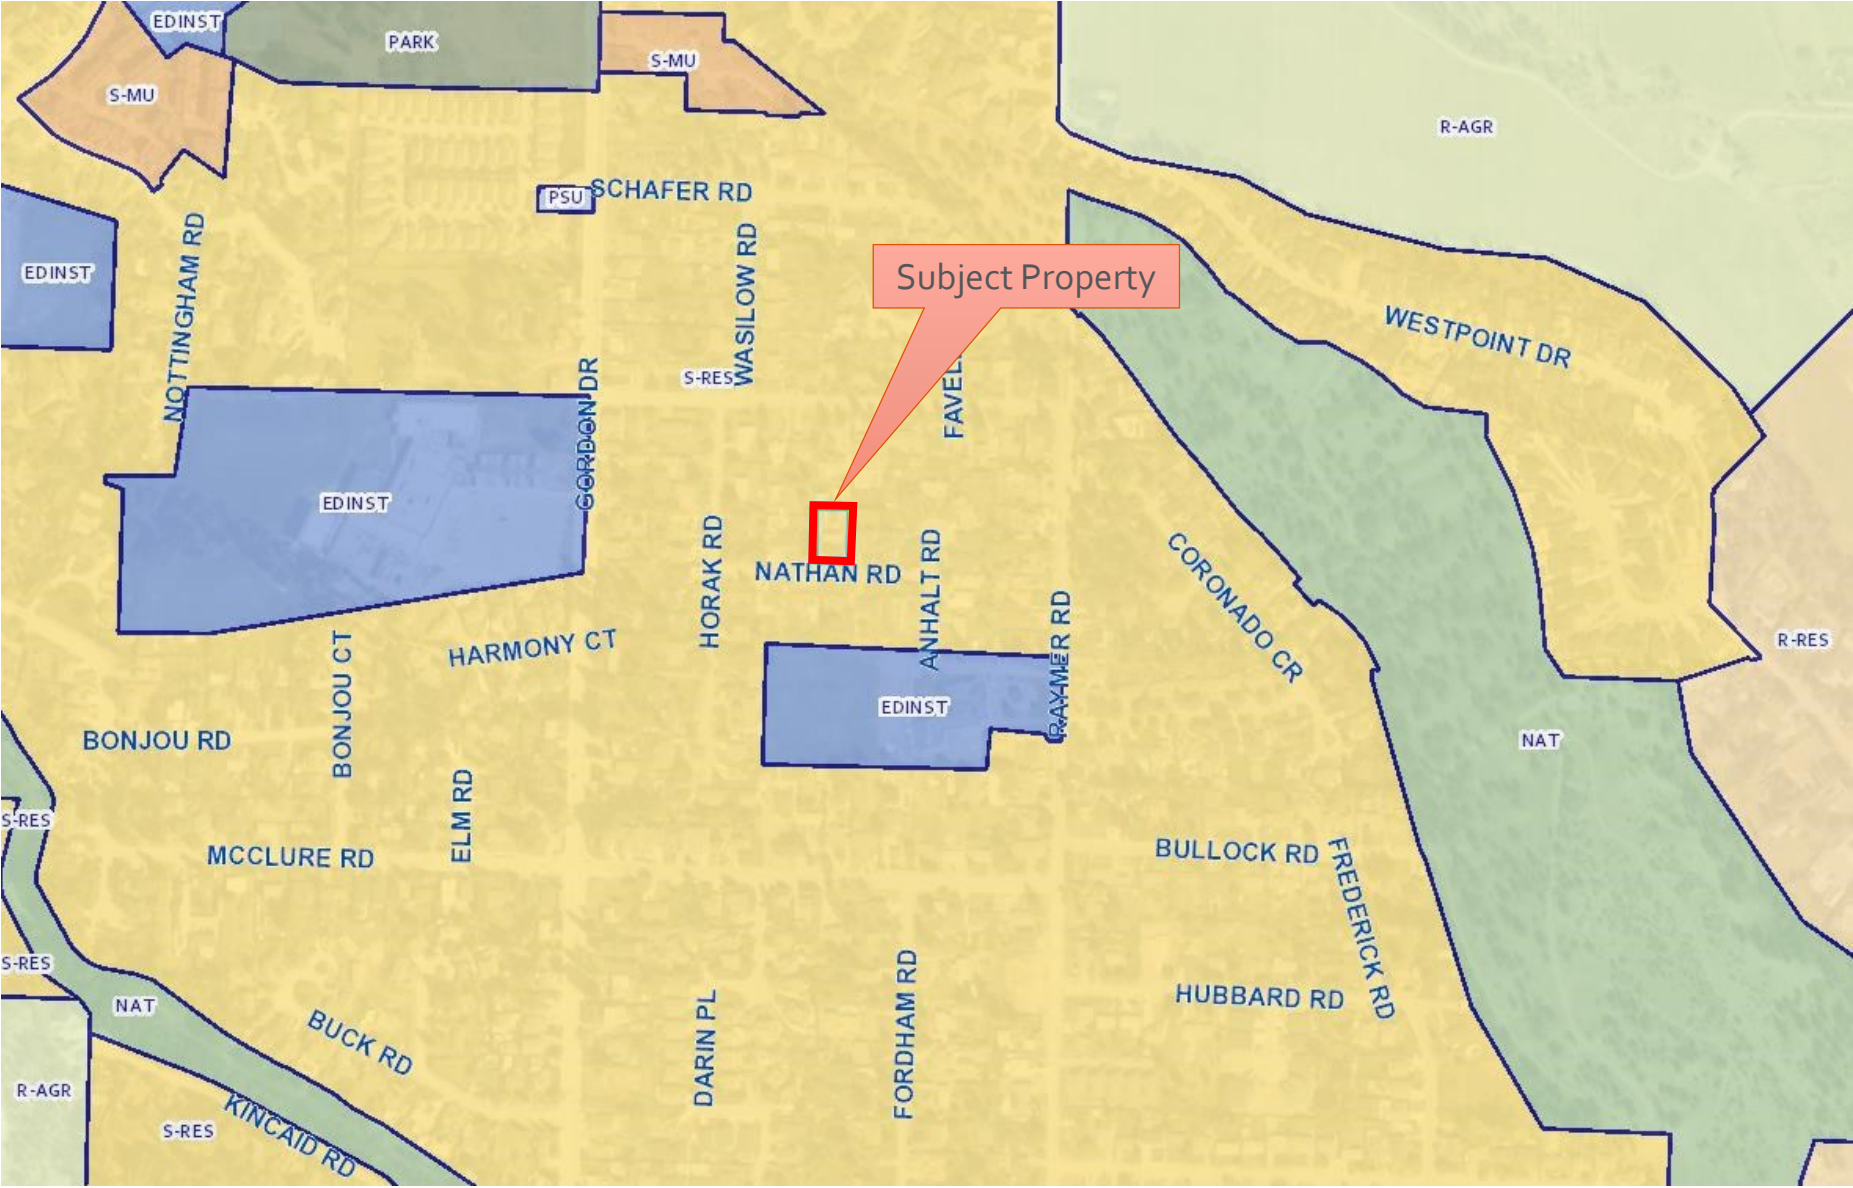 EDINST
PARK
S-MU
S-MU
R-AGR
PSU
SCHAFER RD
NOTTINGHAM RD
WASILOW RD
EDINST
Subject Property
WESTPOINT DR
GORDON DR
S-RES
EDINST
HORAK RD
NATHAN RD
ANHALT RD
CORONADO CR
RAYMER RD
R-RES
HARMONY CT
BONJOU CT
EDINST
BONJOU RD
NAT
ELM RD
S-RES
MCCLURE RD
BULLOCK RD
FREDERICK RD
S-RES
NAT
HUBBARD RD
BUCK RD
DARIN PL
FORDHAM RD
R-AGR
S-RES
KINCAID RD